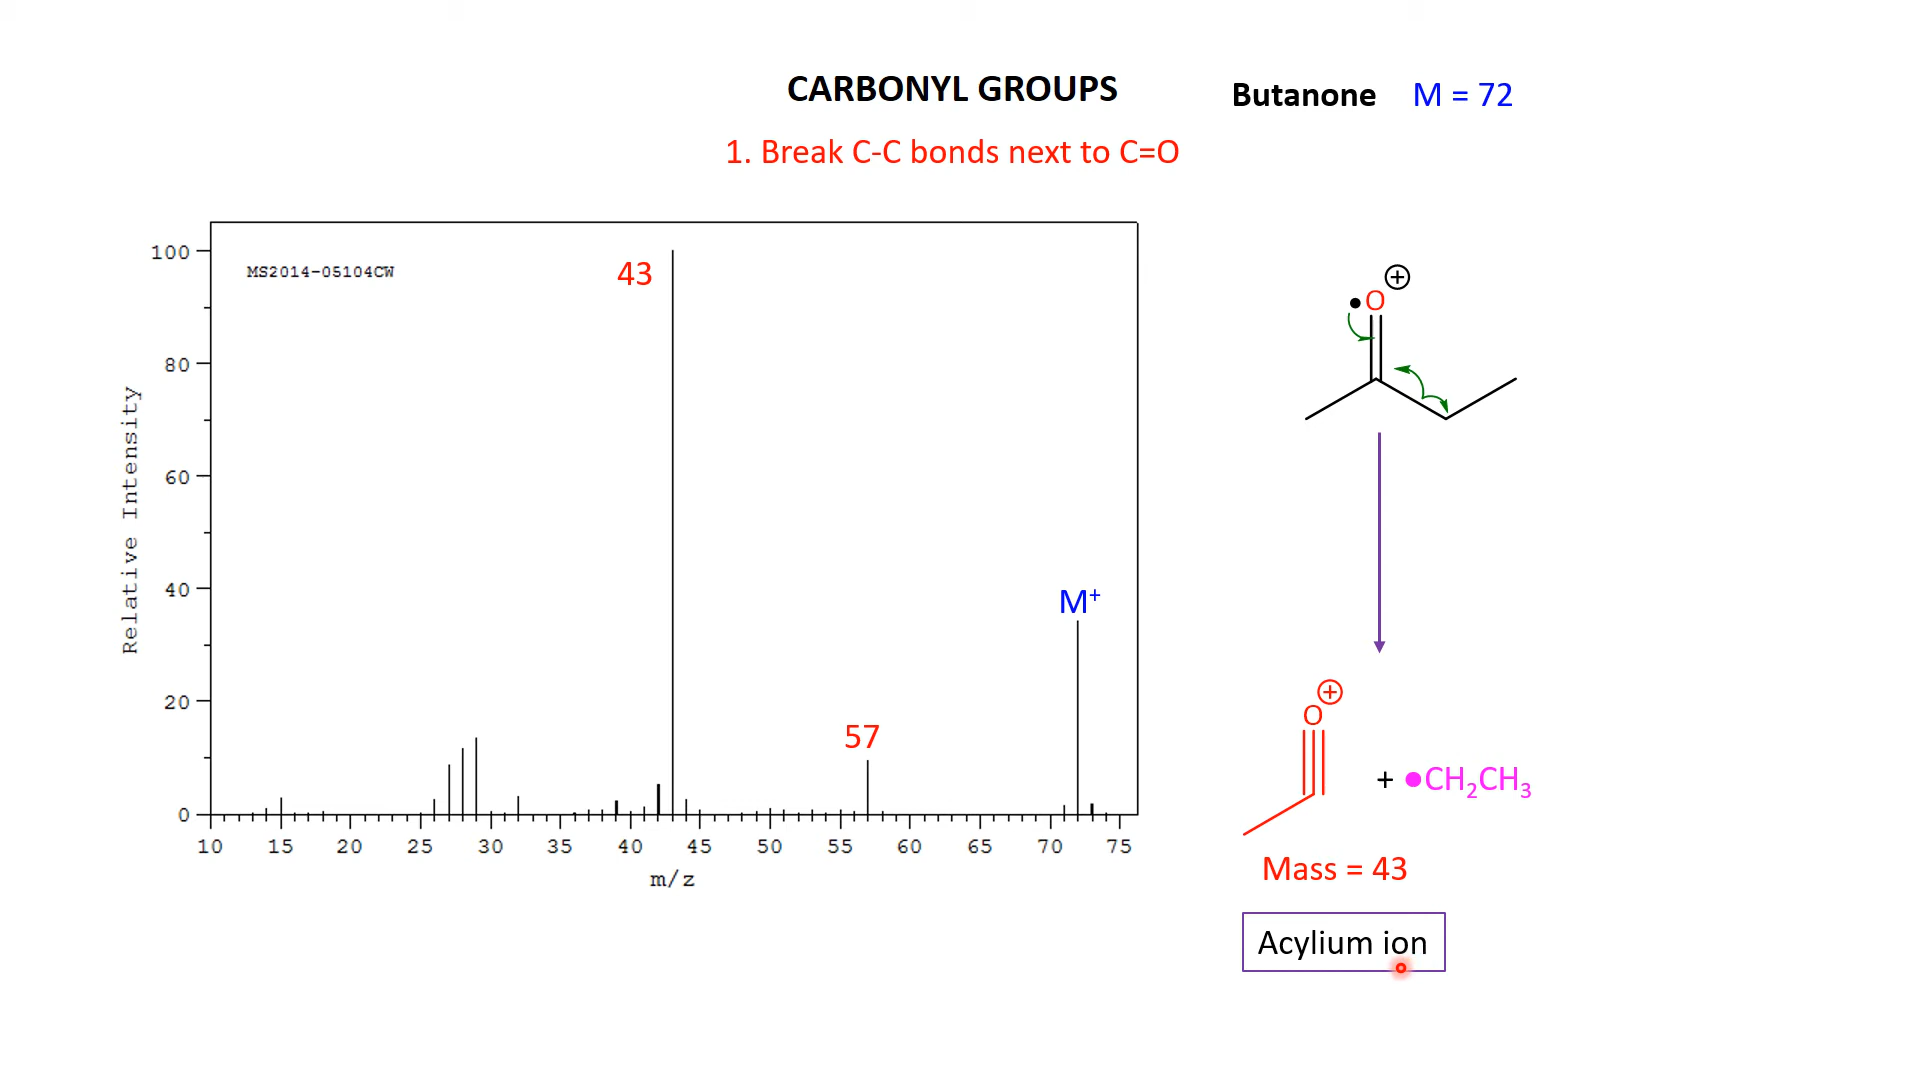 CARBONYL GROUPS
Butanone M = 72
1. Break C-C bonds next to C=O
MS2014-05104CW
Relative Intensity
100
80
60
40
20
0
43
57
M⁺
10 15 20 25 30 35 40 45 50 55 60 65 70 75
m/z
•O⊕
O⊕
+ •CH₂CH₃
Mass = 43
Acylium ion